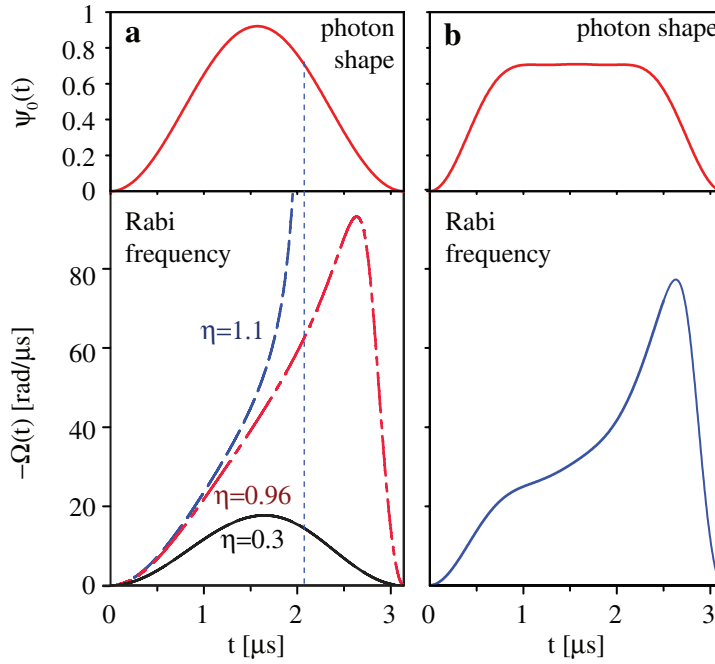 a
photon
shape
ψ₀(t)
1
0.8
0.6
0.4
0.2
0
b
photon shape
Rabi
frequency
η=1.1
η=0.96
η=0.3
−Ω(t) [rad/μs]
80
60
40
20
0
0 1 2 3
t [μs]
Rabi
frequency
0 1 2 3
t [μs]